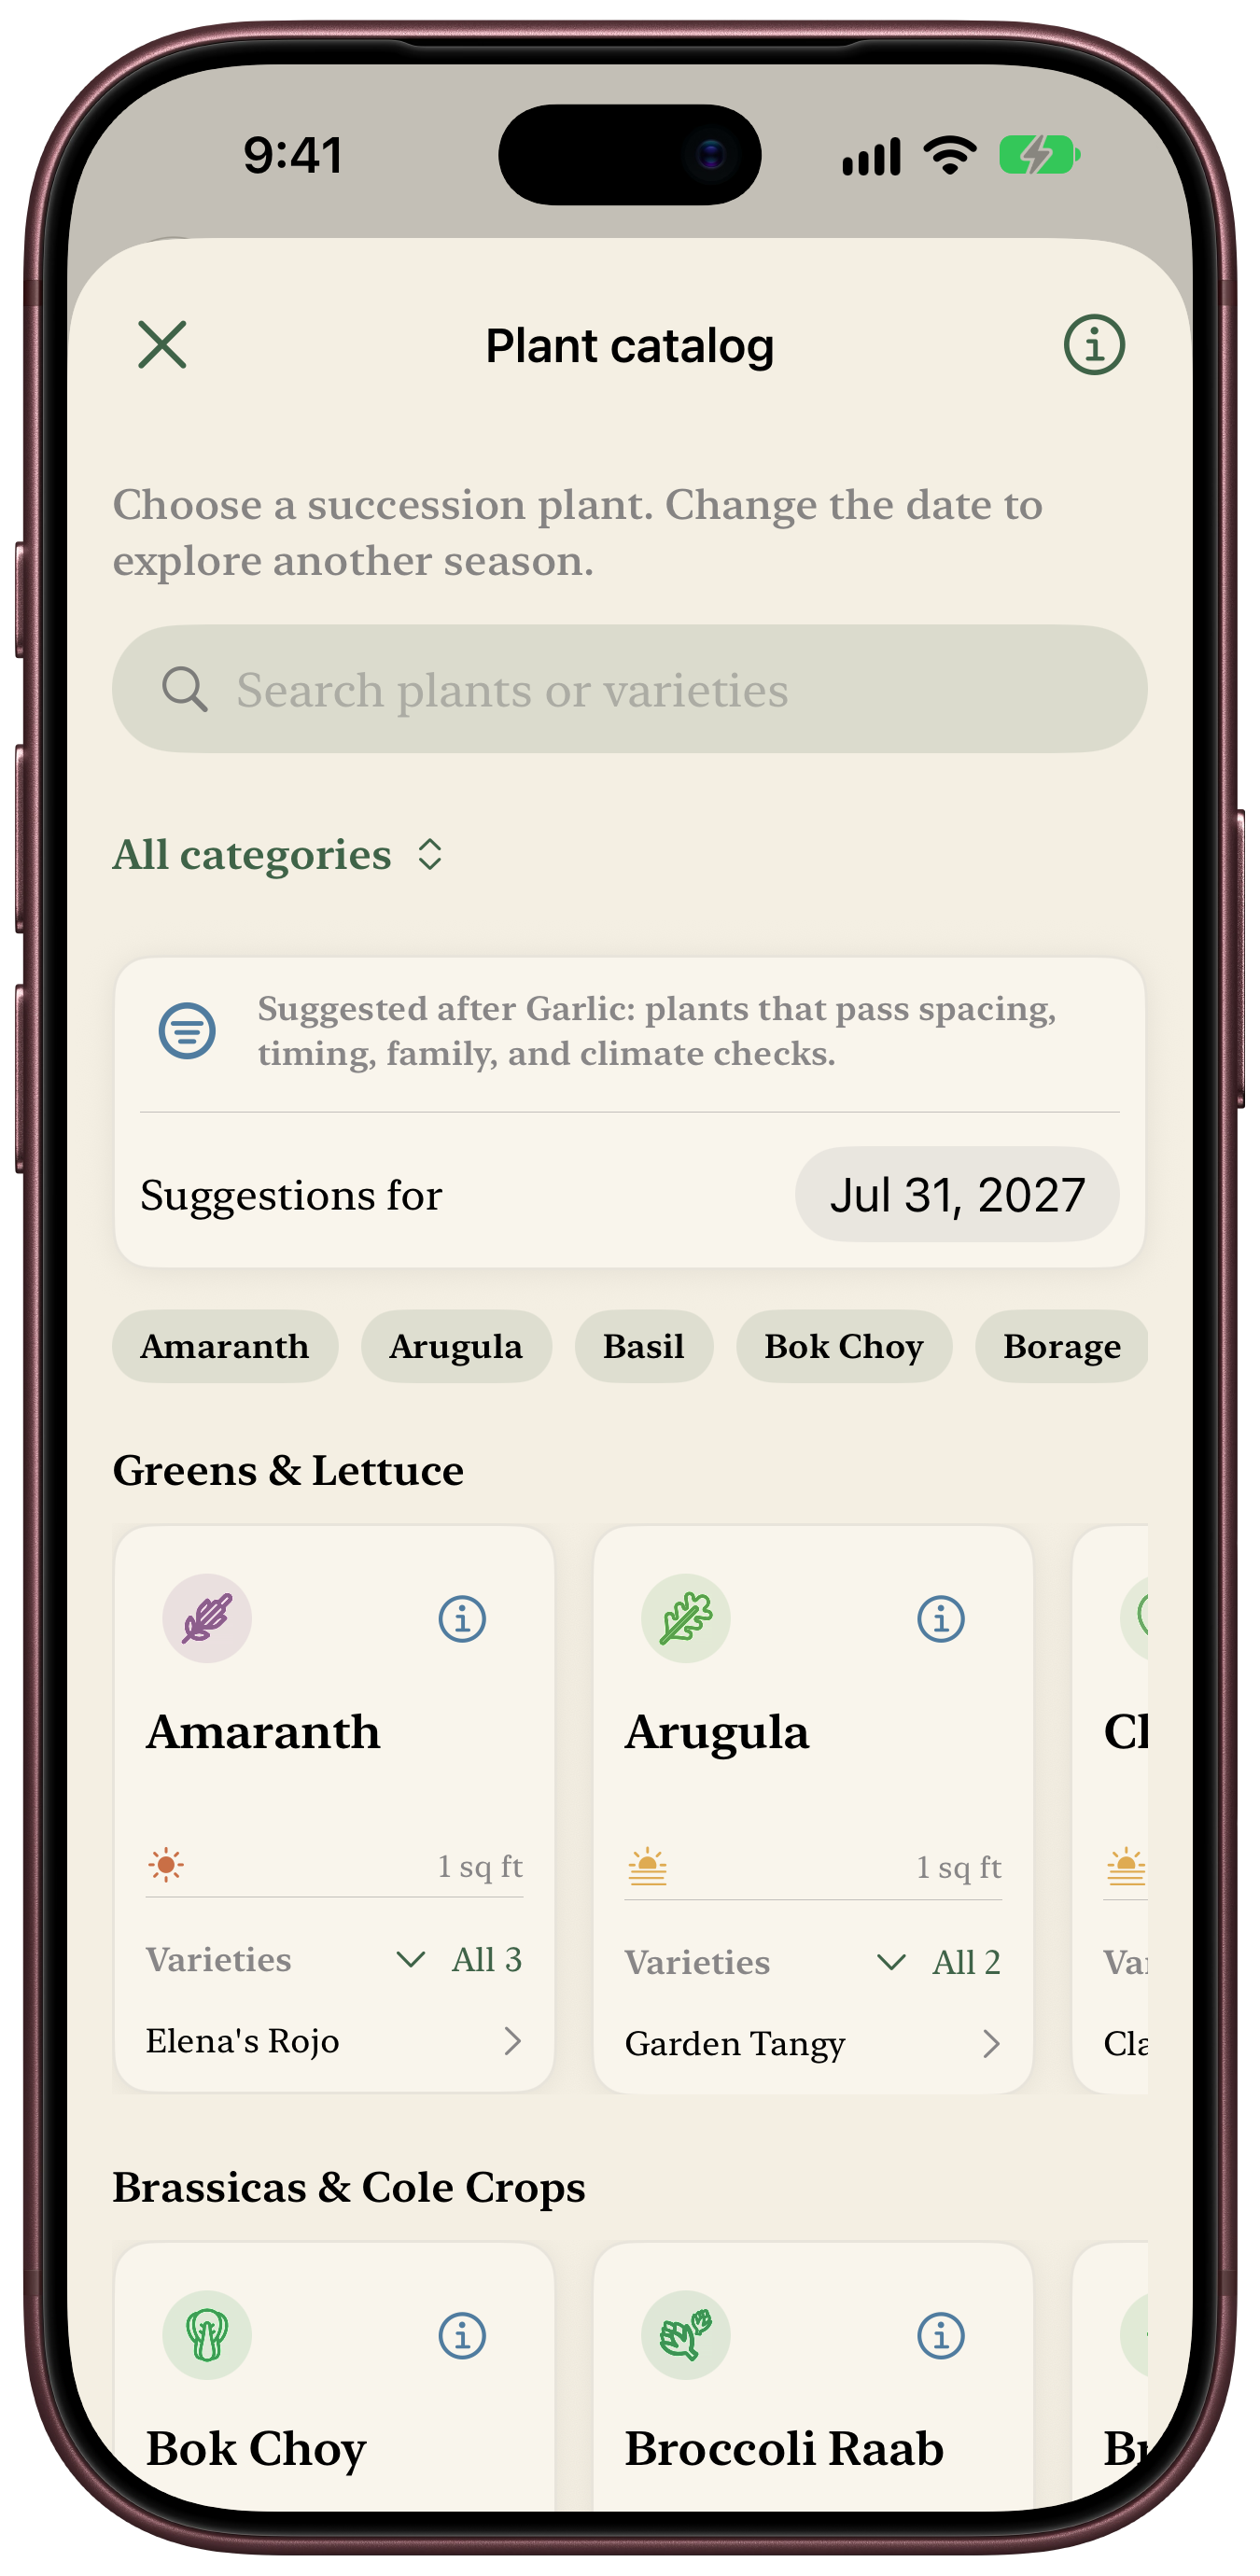 9:41
Plant catalog
Choose a succession plant. Change the date to
explore another season.
Search plants or varieties
All categories
Suggested after Garlic: plants that pass spacing,
timing, family, and climate checks.
Suggestions for
Jul 31, 2027
Amaranth Arugula Basil Bok Choy Borage
Greens & Lettuce
Amaranth
1 sq ft
Varieties All 3
Elena's Rojo
Arugula
1 sq ft
Varieties All 2
Garden Tangy
Brassicas & Cole Crops
Bok Choy
Broccoli Raab